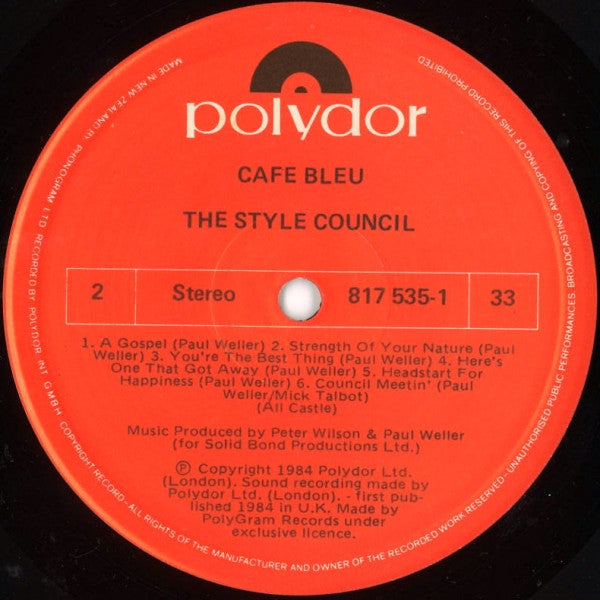 polydor
CAFE BLEU
THE STYLE COUNCIL
2 Stereo 817 535-1 33
1. A Gospel (Paul Weller) 2. Strength Of Your Nature (Paul
Weller) 3. You're The Best Thing (Paul Weller) 4. Here's
One That Got Away (Paul Weller) 5. Headstart For
Happiness (Paul Weller) 6. Council Meetin' (Paul
Weller/Mick Talbot)
(All Castle)
Music Produced by Peter Wilson & Paul Weller
(for Solid Bond Productions Ltd.)
Ⓟ Copyright 1984 Polydor Ltd.
(London). Sound recording made by
Polydor Ltd. (London). - first pub-
lished 1984 in U.K. Made by
PolyGram Records under
exclusive licence.
MADE IN NEW ZEALAND BY PHONOGRAM LTD. RECORDED BY POLYDOR INT. GMBH COPYRIGHT RECORD - ALL RIGHTS OF THE MANUFACTURER AND OWNER OF THE RECORDED WORK RESERVED - UNAUTHORISED PUBLIC PERFORMANCES, BROADCASTING AND COPYING OF THIS RECORD PROHIBITED.